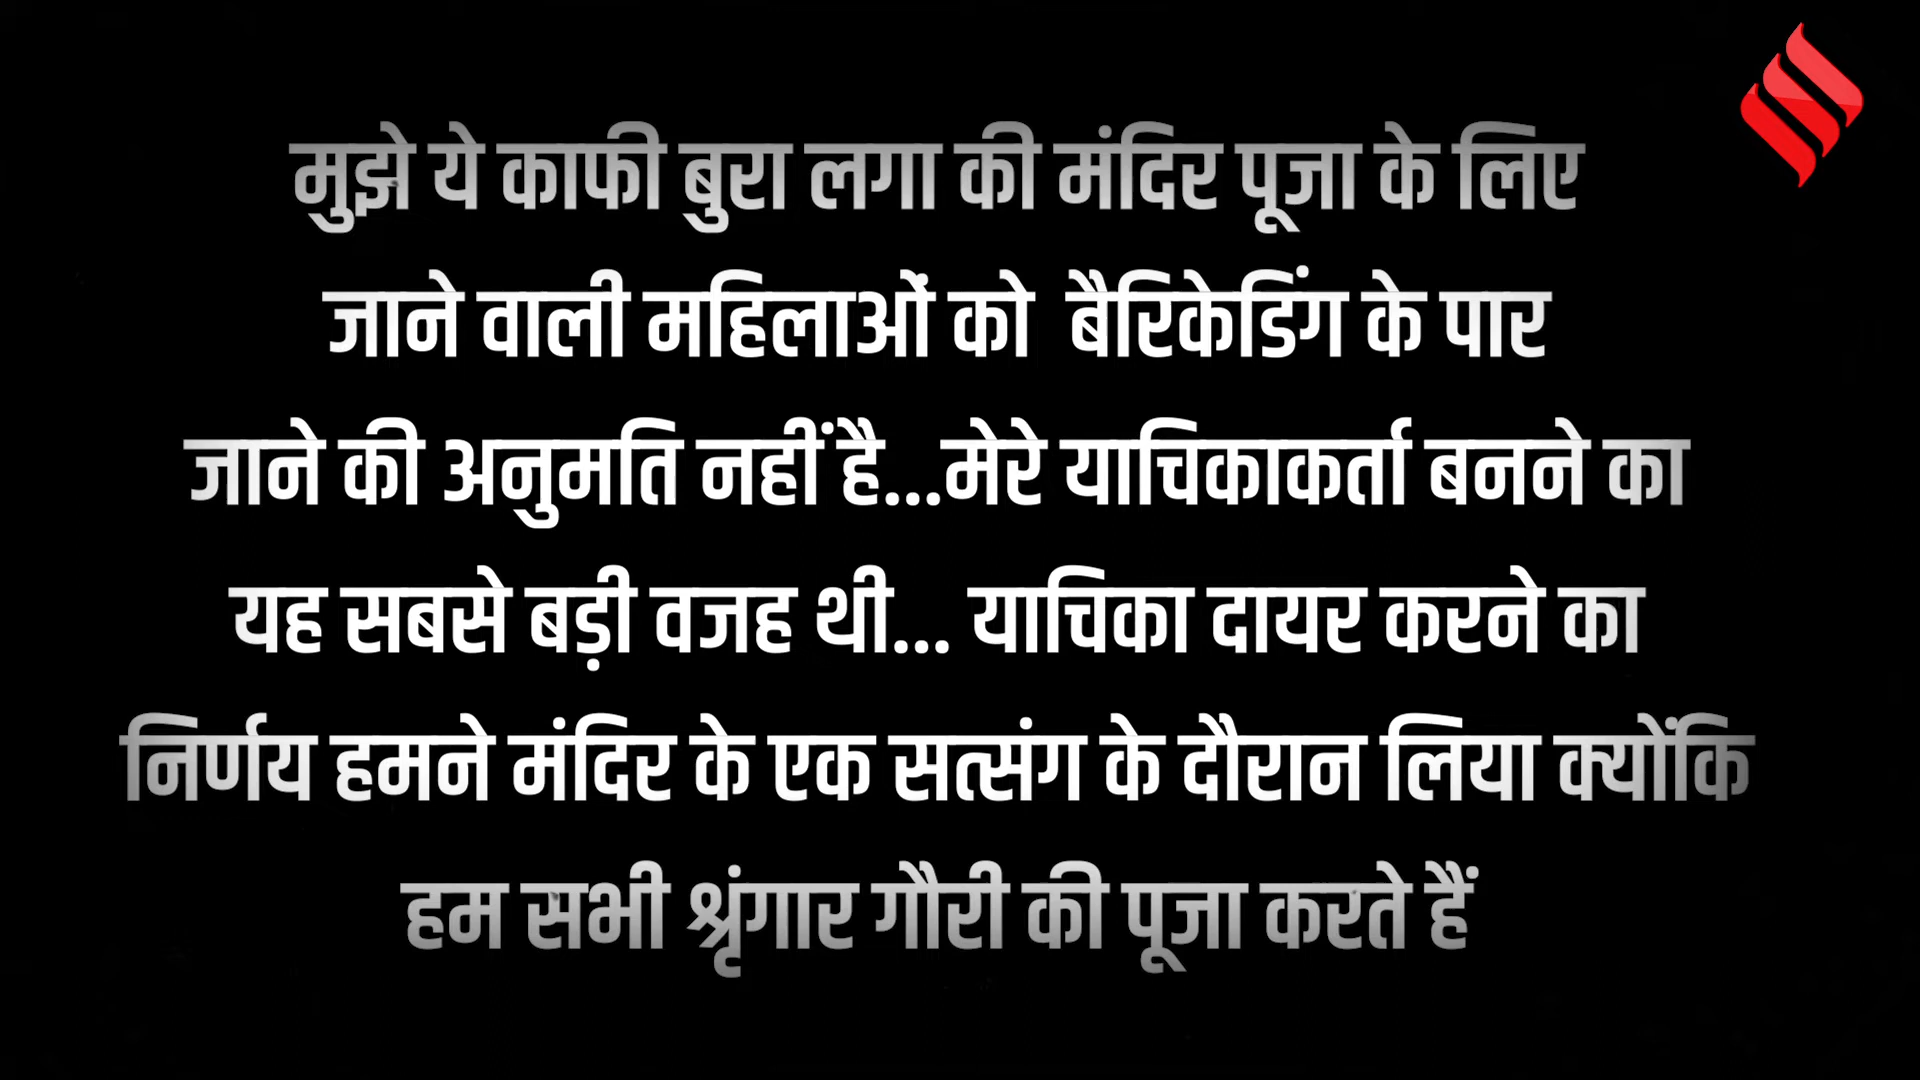 मुझे ये काफी बुरा लगा की मंदिर पूजा के लिए
जाने वाली महिलाओं को बैरिकेडिंग के पार
जाने की अनुमति नहीं है...मेरे याचिकाकर्ता बनने का
यह सबसे बड़ी वजह थी... याचिका दायर करने का
निर्णय हमने मंदिर के एक सत्संग के दौरान लिया क्योंकि
हम सभी श्रृंगार गौरी की पूजा करते हैं